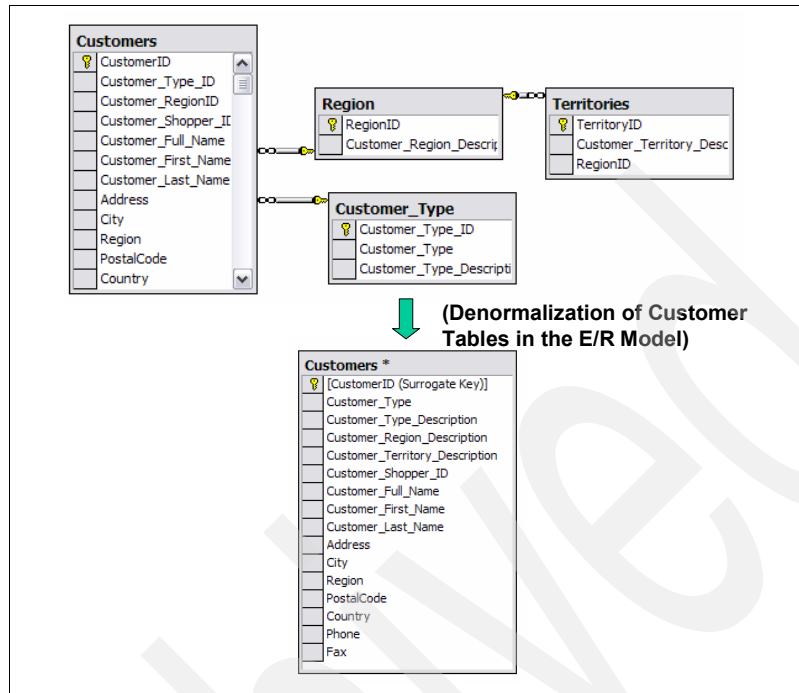 Customers
CustomerID
Customer_Type_ID
Customer_RegionID
Customer_Shopper_ID
Customer_Full_Name
Customer_First_Name
Customer_Last_Name
Address
City
Region
PostalCode
Country
Region
RegionID
Customer_Region_Descrip
Territories
TerritoryID
Customer_Territory_Desc
RegionID
Customer_Type
Customer_Type_ID
Customer_Type
Customer_Type_Descripti
(Denormalization of Customer
Tables in the E/R Model)
Customers *
[CustomerID (Surrogate Key)]
Customer_Type
Customer_Type_Description
Customer_Region_Description
Customer_Territory_Description
Customer_Shopper_ID
Customer_Full_Name
Customer_First_Name
Customer_Last_Name
Address
City
Region
PostalCode
Country
Phone
Fax